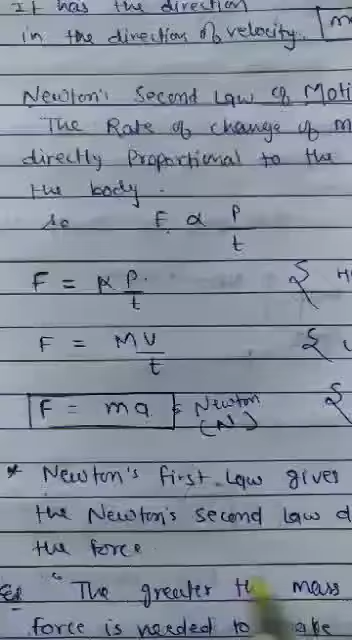 It has the direction
in the direction of velocity.
Newton's Second Law of Moti
The Rate of change of m
directly Proportional to the
the body.
so F ∝ P/t
F = K P/t
F = MV/t
F = ma Newton (N)
* Newton's first law gives
the Newton's second law d
the force
"The greater th mass
force is needed to